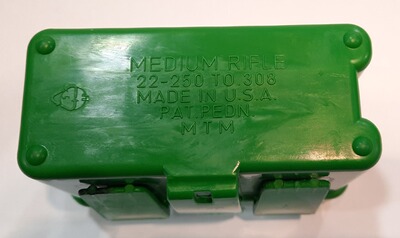 MEDIUM RIFLE
22-250 TO 308
MADE IN U.S.A.
PAT. PEDN.
MTM